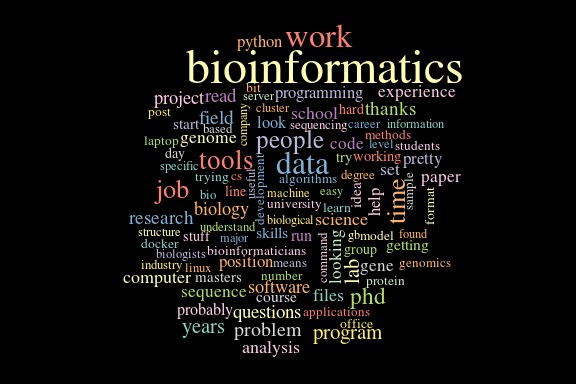 python work
bioinformatics
bit
project read server programming experience
post cluster school hard thanks
start field company look sequencing career information
based
laptop genome people code methods
level students
day tools data try working pretty
specific
trying cs algorithms degree set paper
job bio line useful development machine easy idea help time sample
university learn
research biology biological science format
structure understand
docker stuff major skills run command looking gb model found
biologists bioinformaticians lab group getting
industry linux position means gene genomics
computer masters number protein
sequence software files phd
course
probably questions applications
years problem program office
analysis